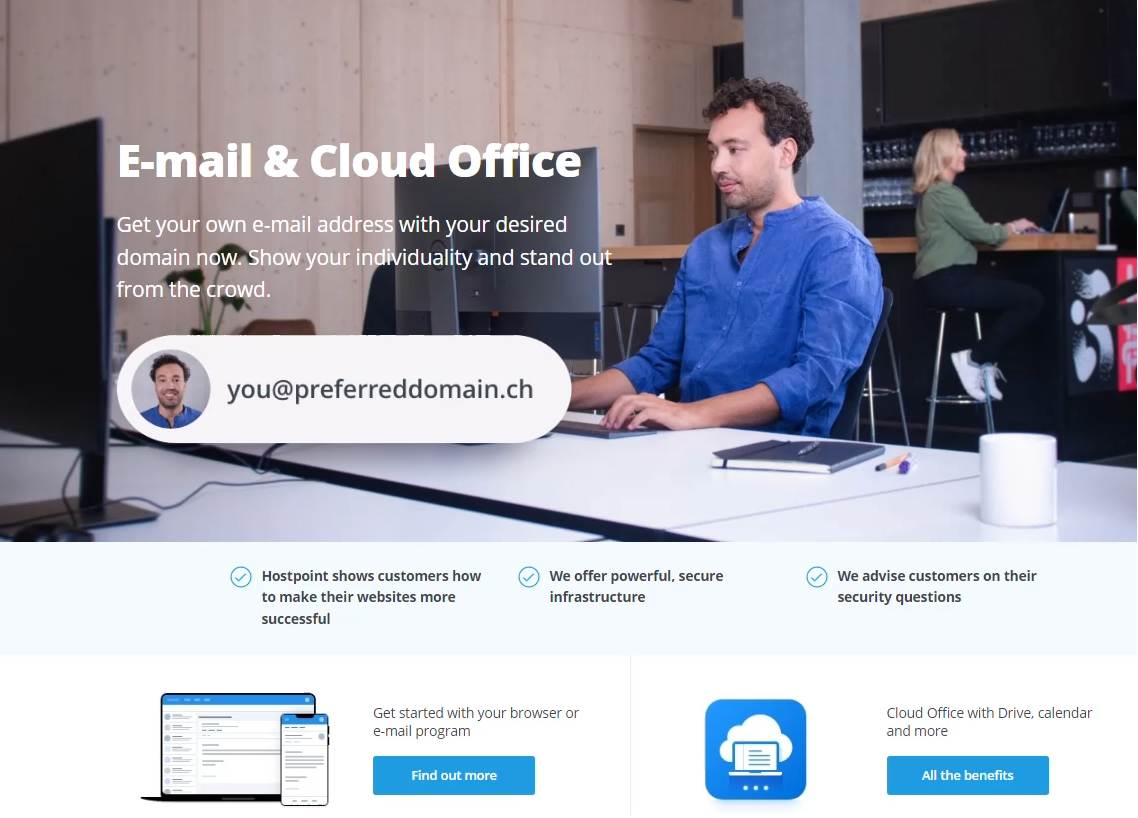 E-mail & Cloud Office
Get your own e-mail address with your desired
domain now. Show your individuality and stand out
from the crowd.
you@preferreddomain.ch
Hostpoint shows customers how
to make their websites more
successful
We offer powerful, secure
infrastructure
We advise customers on their
security questions
Get started with your browser or
e-mail program
Find out more
Cloud Office with Drive, calendar
and more
All the benefits